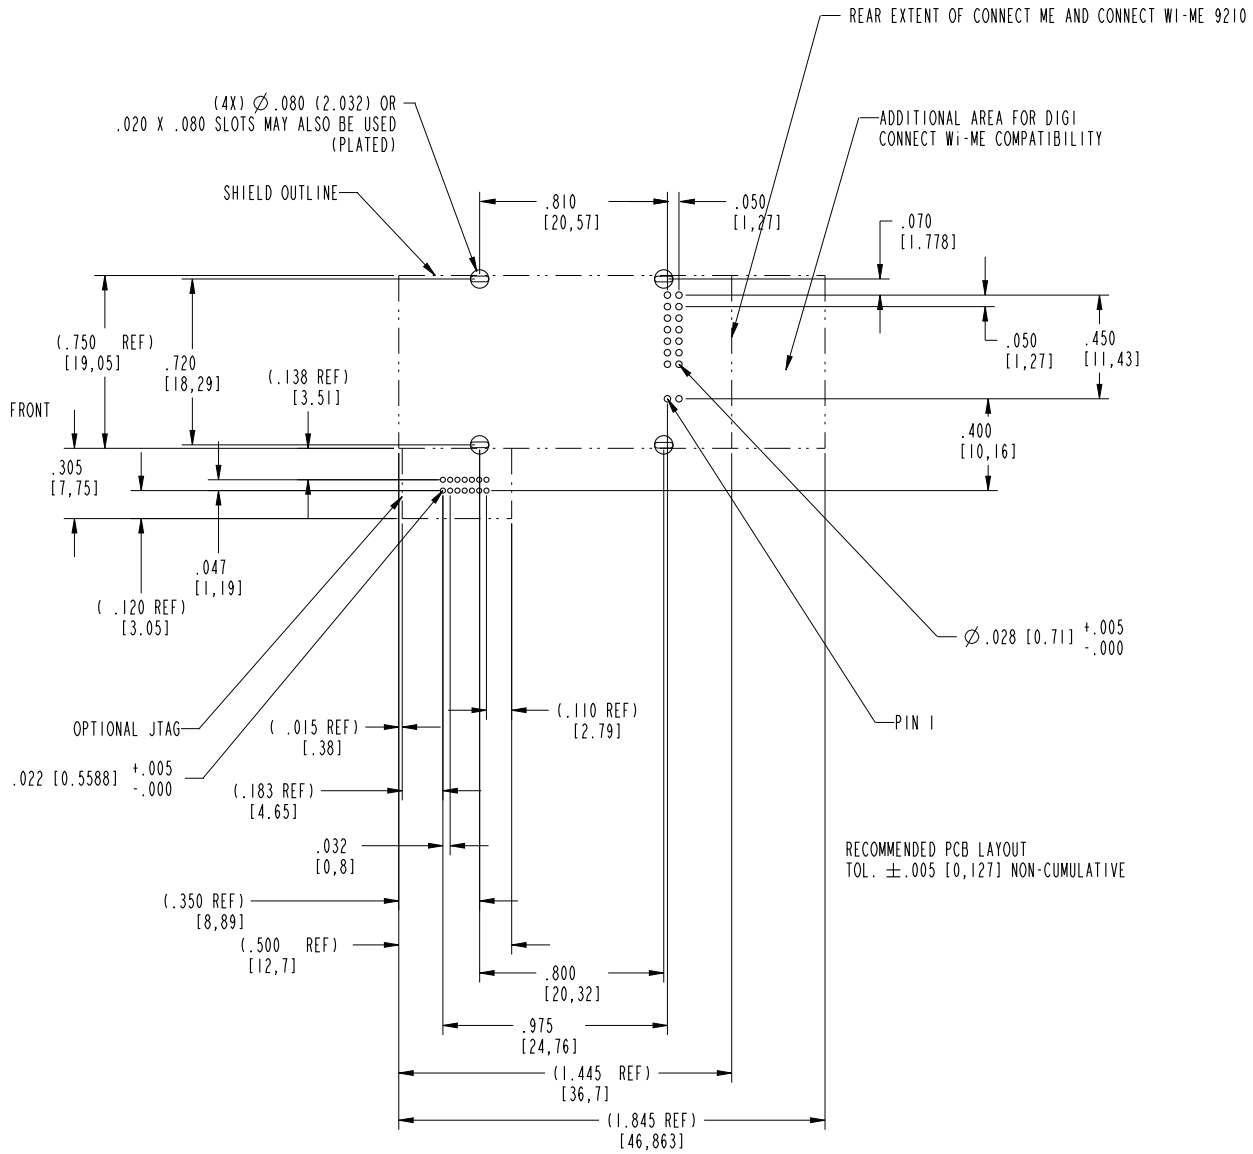 REAR EXTENT OF CONNECT ME AND CONNECT WI-ME 9210
(4X) ∅ .080 (2.032) OR
.020 X .080 SLOTS MAY ALSO BE USED
(PLATED)
ADDITIONAL AREA FOR DIGI
CONNECT Wi-ME COMPATIBILITY
SHIELD OUTLINE
.810
[20,57]
.050
[1,27]
.070
[1.778]
(.750 REF)
[19,05]
.720
[18,29]
(.138 REF)
[3.51]
.050
[1,27]
.450
[11,43]
FRONT
.400
[10,16]
.305
[7,75]
.047
[1,19]
( .120 REF)
[3.05]
∅ .028 [0.71] +.005
-.000
OPTIONAL JTAG
( .015 REF)
[.38]
(.110 REF)
[2.79]
PIN 1
.022 [0.5588] +.005
-.000
(.183 REF)
[4.65]
.032
[0,8]
RECOMMENDED PCB LAYOUT
TOL. ±.005 [0,127] NON-CUMULATIVE
(.350 REF)
[8,89]
(.500 REF)
[12,7]
.800
[20,32]
.975
[24,76]
(1.445 REF)
[36,7]
(1.845 REF)
[46,863]